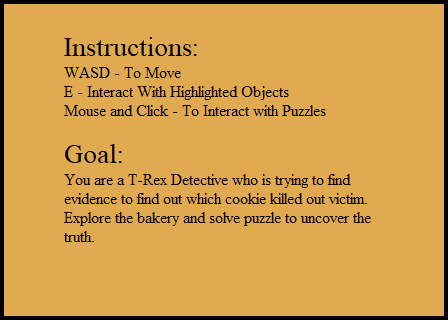 Instructions:
WASD - To Move
E - Interact With Highlighted Objects
Mouse and Click - To Interact with Puzzles
Goal:
You are a T-Rex Detective who is trying to find
evidence to find out which cookie killed out victim.
Explore the bakery and solve puzzle to uncover the
truth.